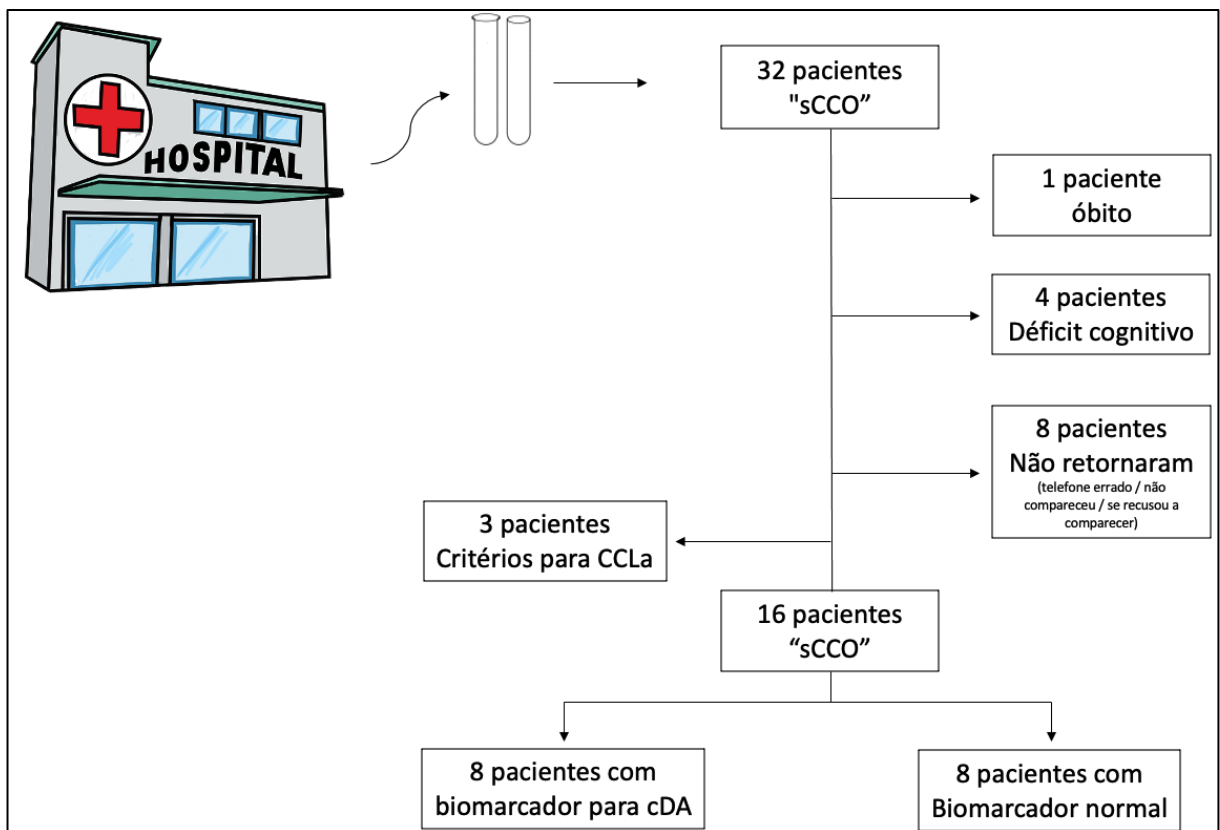 HOSPITAL
32 pacientes
"sCCO”
1 paciente
óbito
4 pacientes
Déficit cognitivo
8 pacientes
Não retornaram
(telefone errado / não
compareceu / se recusou a
comparecer)
3 pacientes
Critérios para CCLa
16 pacientes
“sCCO”
8 pacientes com
biomarcador para cDA
8 pacientes com
Biomarcador normal